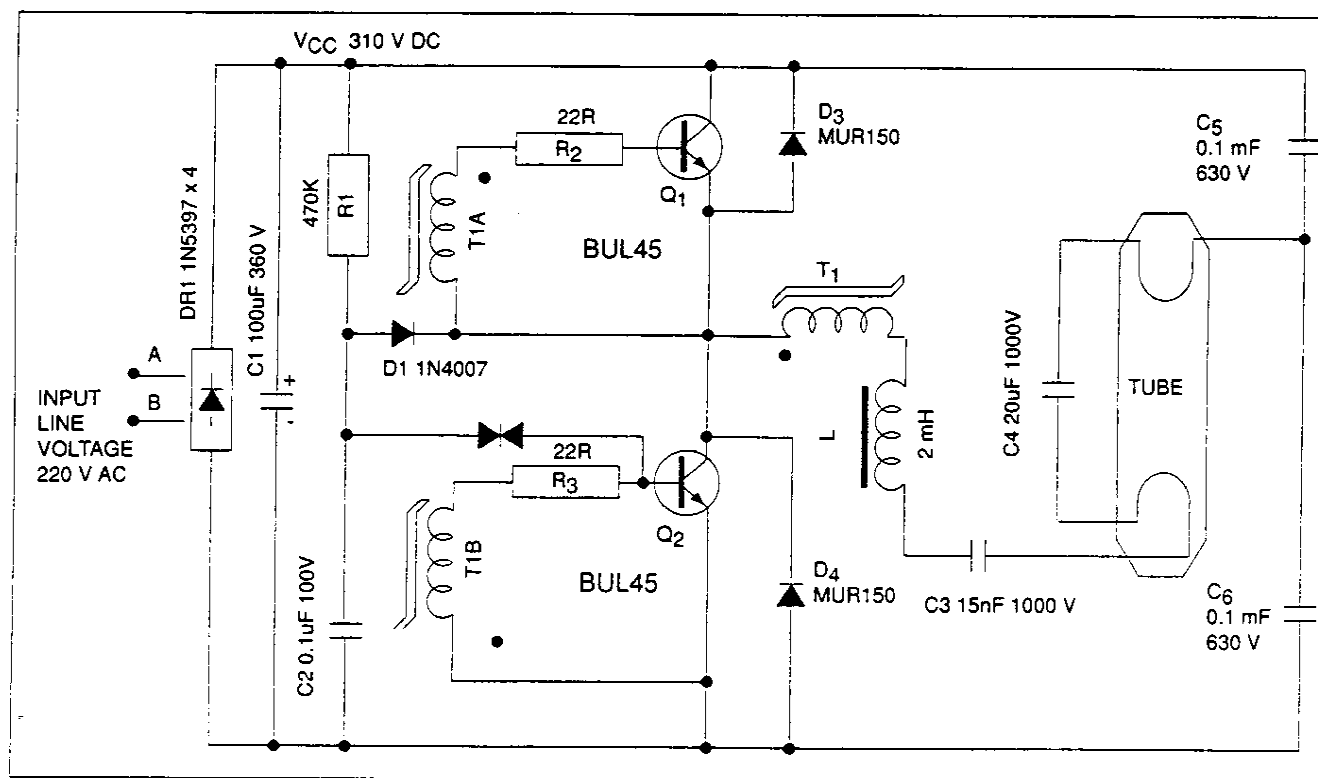 VCC 310 V DC
DR1 1N5397 x 4
C1 100uF 360 V
+
-
470K
R1
22R
R2
T1A
Q1
BUL45
D3
MUR150
C5
0.1 mF
630 V
T1
D1 1N4007
A
B
INPUT
LINE
VOLTAGE
220 V AC
L
2 mH
C4 20uF 1000V
TUBE
22R
R3
T1B
Q2
BUL45
C2 0.1uF 100V
D4
MUR150
C3 15nF 1000 V
C6
0.1 mF
630 V